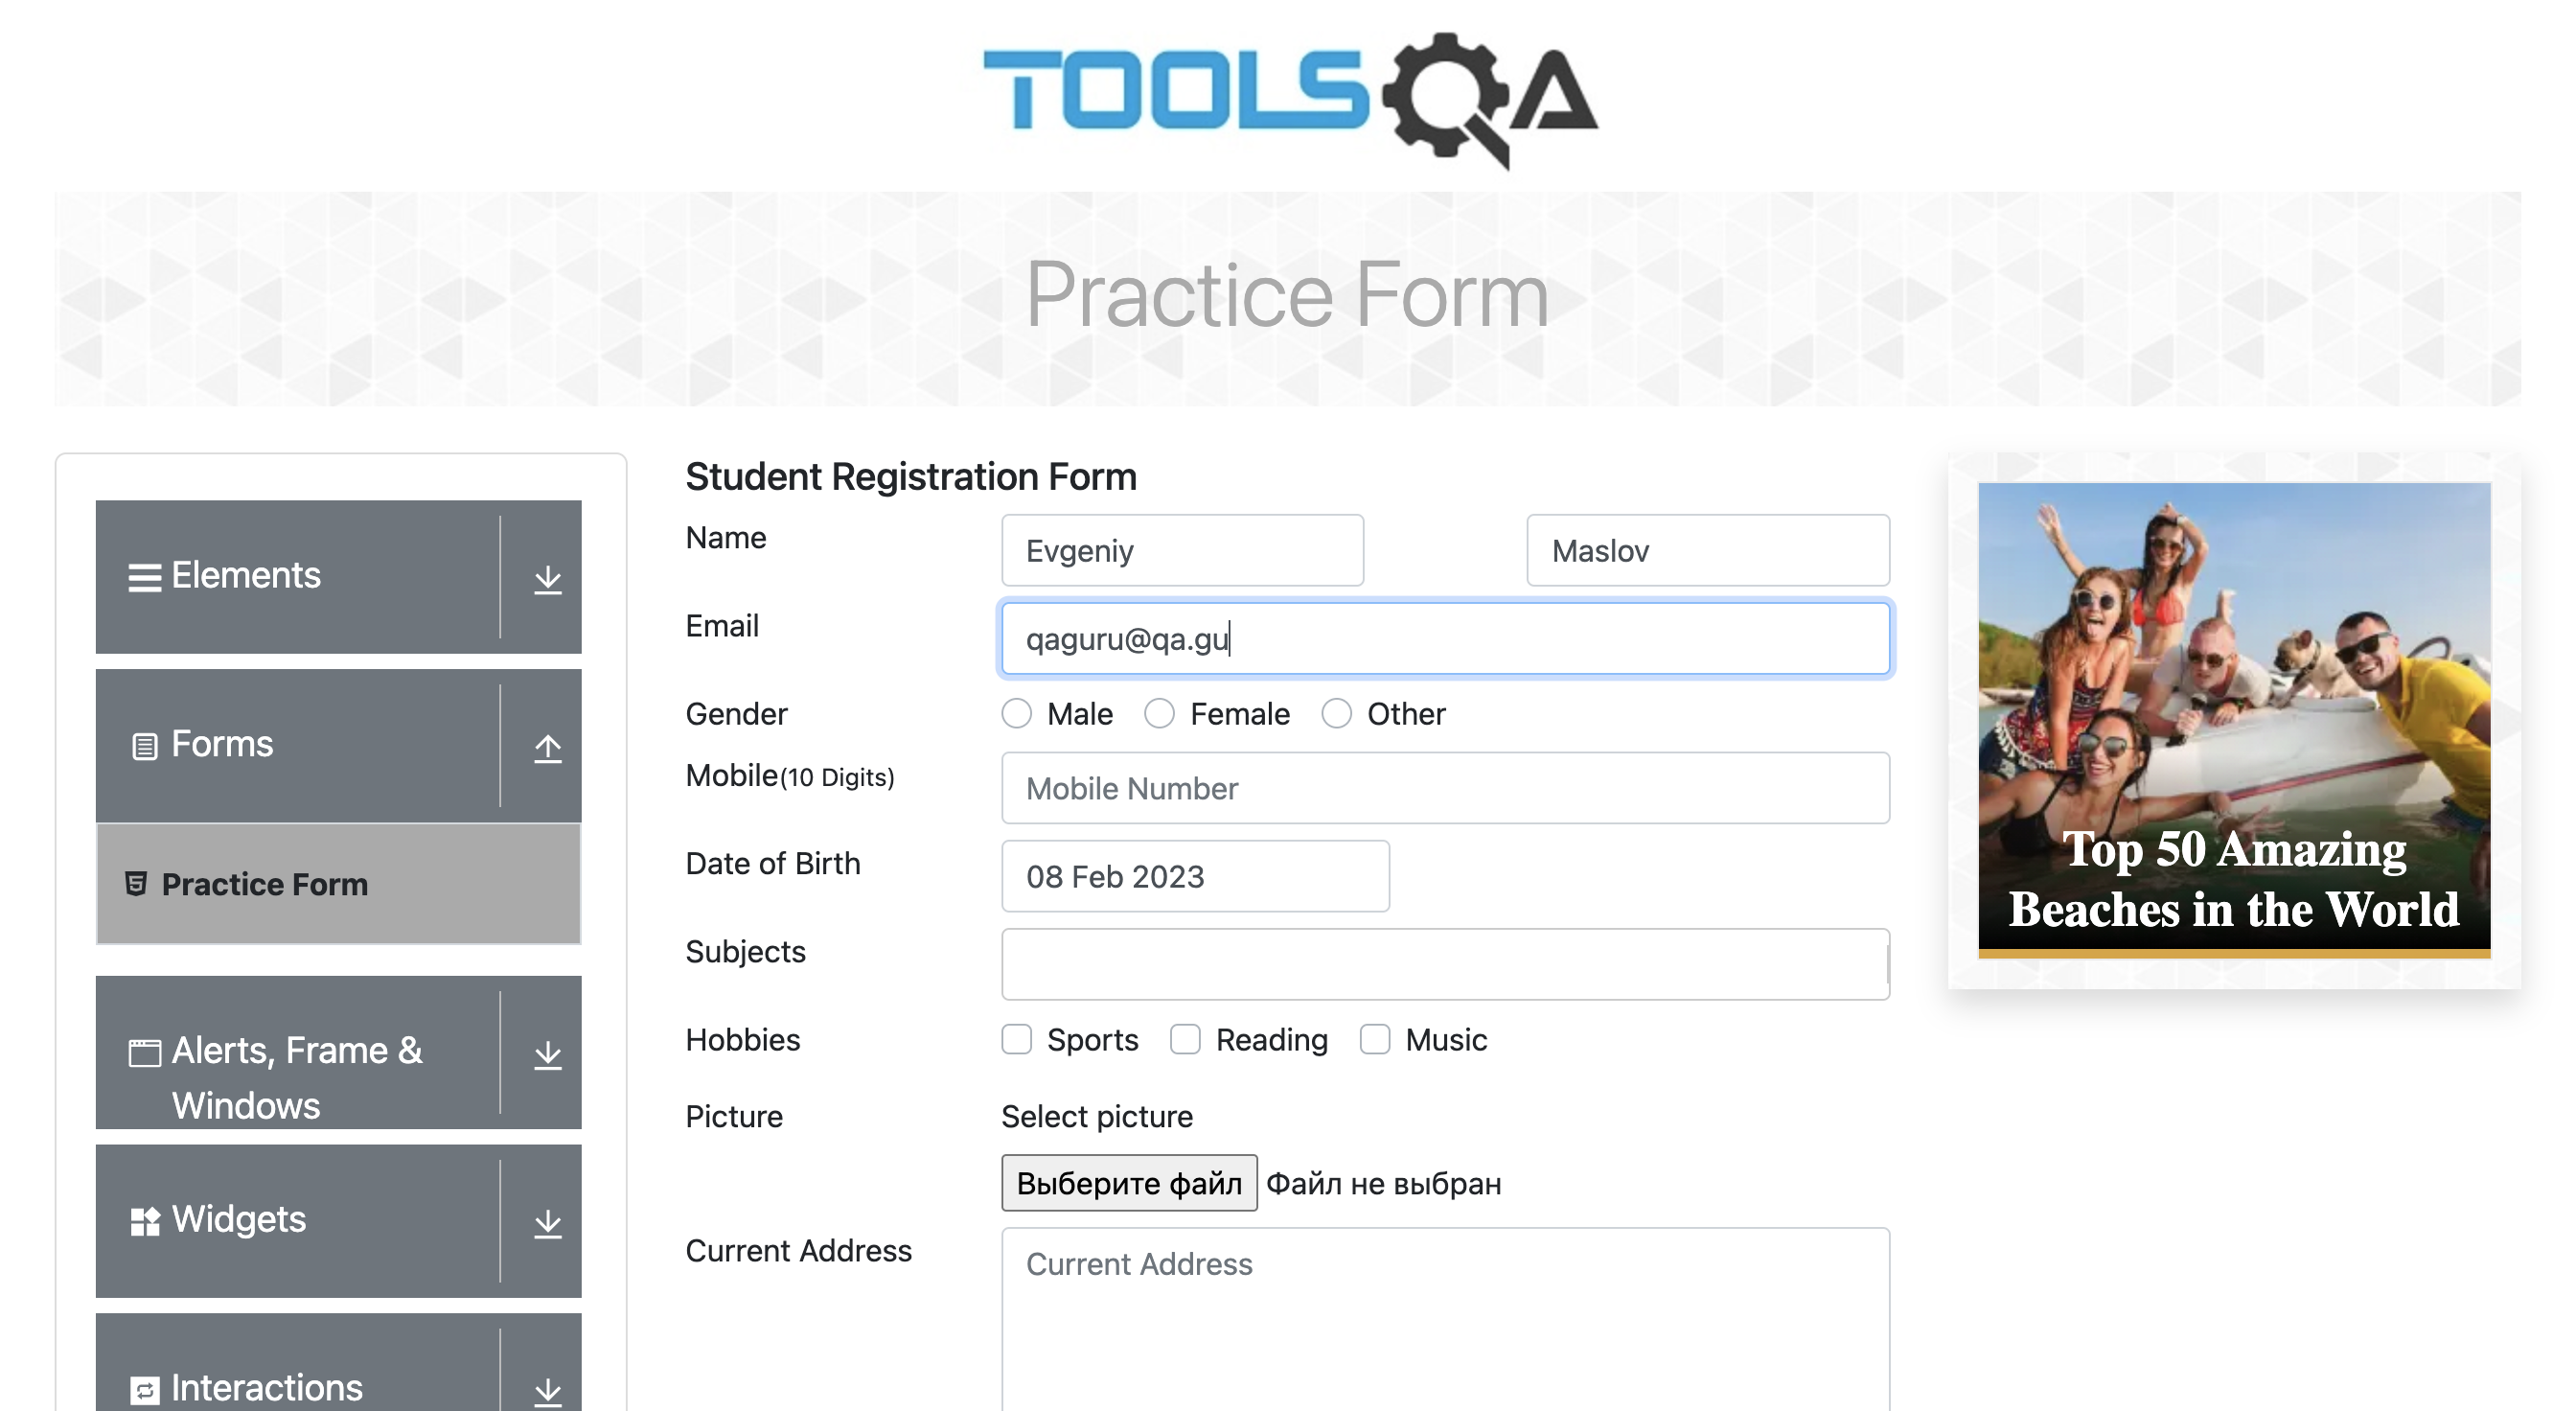 TOOLSQA
Practice Form
Elements
Forms
Practice Form
Alerts, Frame &
Windows
Widgets
Interactions
Student Registration Form
Name
Evgeniy
Maslov
Email
qaguru@qa.gu
Gender
Male
Female
Other
Mobile(10 Digits)
Mobile Number
Date of Birth
08 Feb 2023
Subjects
Hobbies
Sports
Reading
Music
Picture
Select picture
Выберите файл
Файл не выбран
Current Address
Current Address
Top 50 Amazing
Beaches in the World